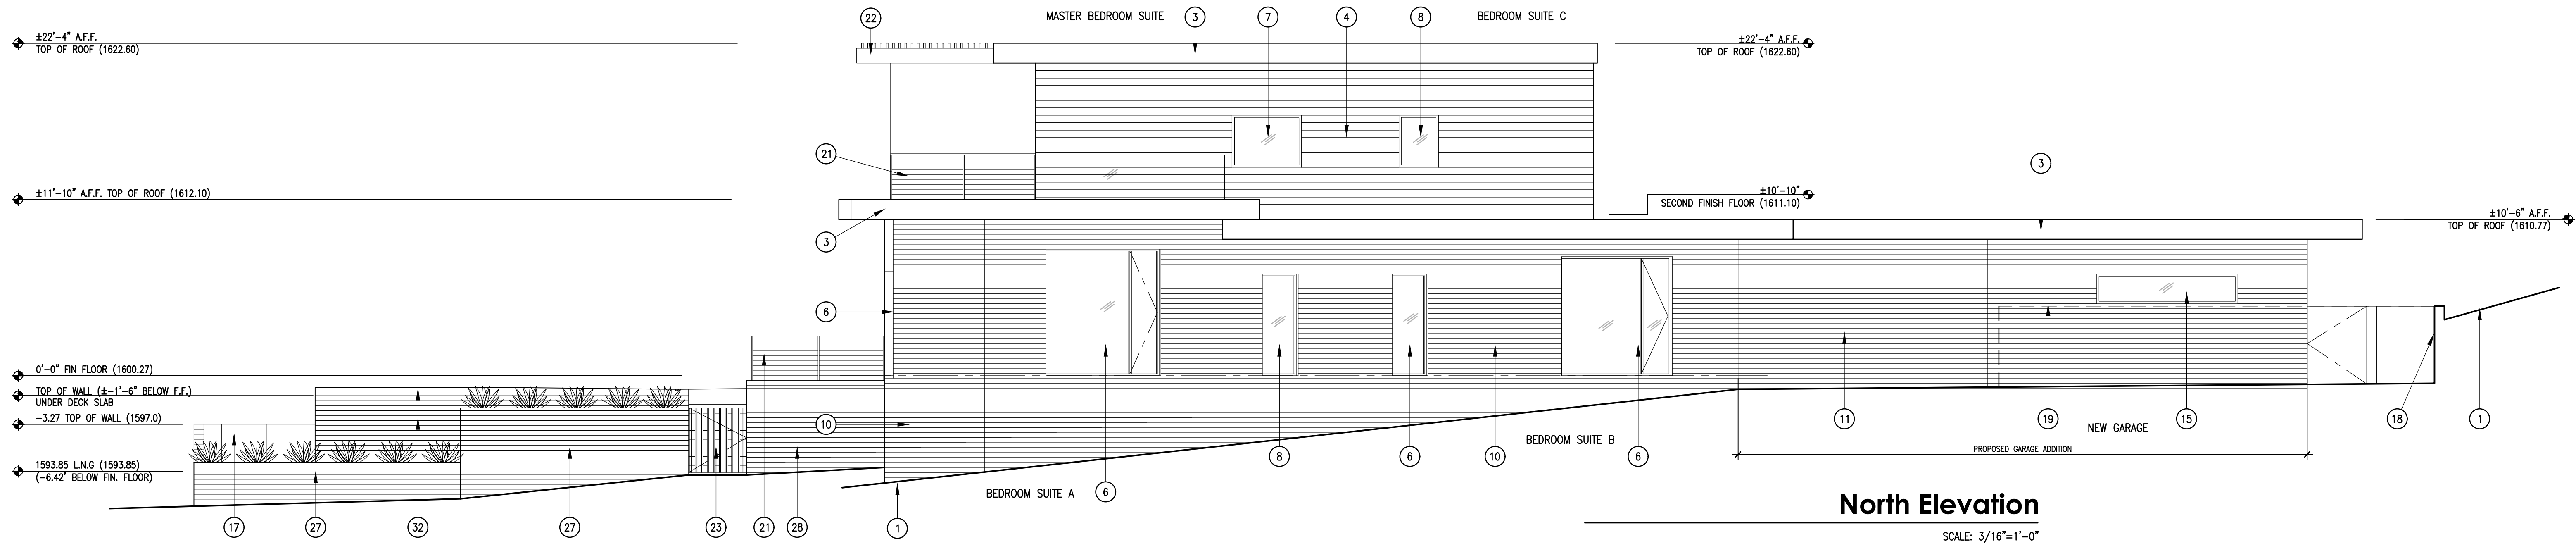 MASTER BEDROOM SUITE
BEDROOM SUITE C
22
3
7
4
8
±22'-4" A.F.F.
TOP OF ROOF (1622.60)
±22'-4" A.F.F.
TOP OF ROOF (1622.60)
21
3
±11'-10" A.F.F. TOP OF ROOF (1612.10)
±10'-10"
SECOND FINISH FLOOR (1611.10)
±10'-6" A.F.F.
TOP OF ROOF (1610.77)
3
6
0'-0" FIN FLOOR (1600.27)
TOP OF WALL (±-1'-6" BELOW F.F.)
UNDER DECK SLAB
-3.27 TOP OF WALL (1597.0)
10
11
19
15
18
1
NEW GARAGE
BEDROOM SUITE B
PROPOSED GARAGE ADDITION
8
6
10
6
1593.85 L.N.G (1593.85)
(-6.42' BELOW FIN. FLOOR)
BEDROOM SUITE A
6
17
27
32
27
23
21
28
1
North Elevation
SCALE: 3/16"=1'-0"